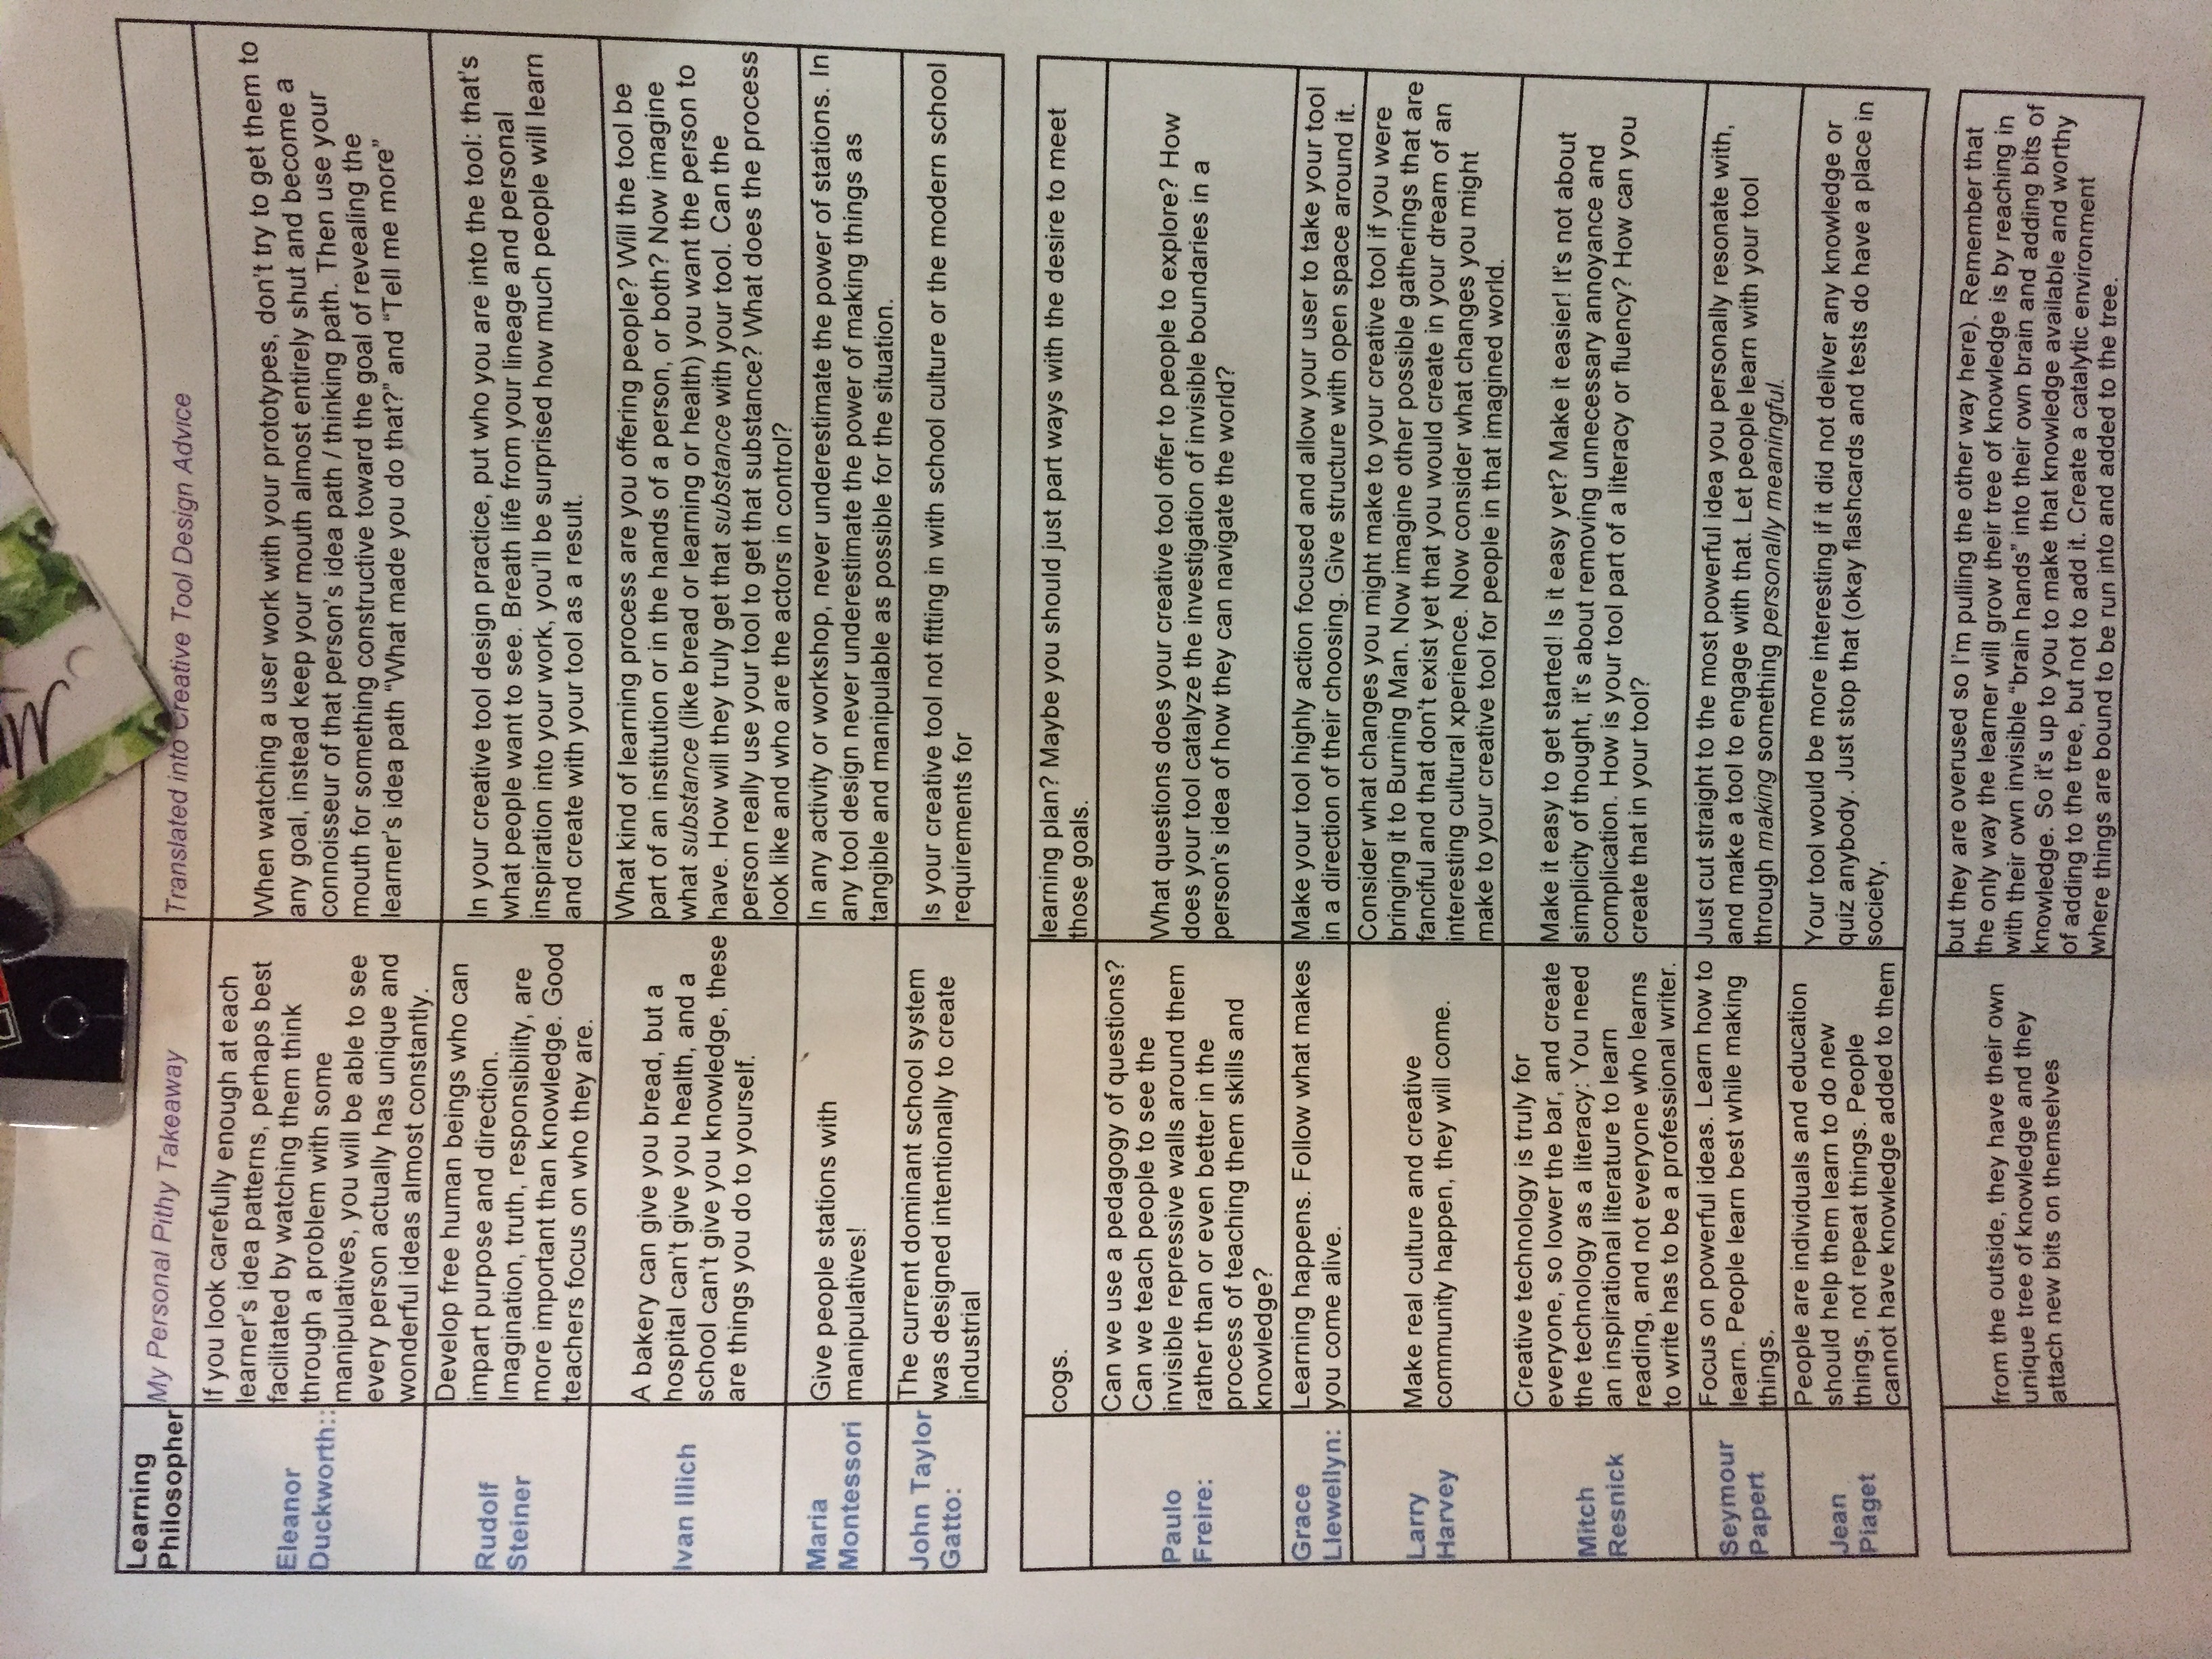 Learning
Philosopher
My Personal Pithy Takeaway
Translated into Creative Tool Design Advice
Eleanor
Duckworth::
If you look carefully enough at each
learner's idea patterns, perhaps best
facilitated by watching them think
through a problem with some
manipulatives, you will be able to see
every person actually has unique and
wonderful ideas almost constantly.
When watching a user work with your prototypes, don't try to get them to
any goal, instead keep your mouth almost entirely shut and become a
connoisseur of that person's idea path / thinking path. Then use your
mouth for something constructive toward the goal of revealing the
learner's idea path “What made you do that?” and “Tell me more”
Rudolf
Steiner
Develop free human beings who can
impart purpose and direction.
Imagination, truth, responsibility, are
more important than knowledge. Good
teachers focus on who they are.
In your creative tool design practice, put who you are into the tool: that's
what people want to see. Breath life from your lineage and personal
inspiration into your work, you'll be surprised how much people will learn
and create with your tool as a result.
Ivan Illich
A bakery can give you bread, but a
hospital can't give you health, and a
school can't give you knowledge, these
are things you do to yourself.
What kind of learning process are you offering people? Will the tool be
part of an institution or in the hands of a person, or both? Now imagine
what substance (like bread or learning or health) you want the person to
have. How will they truly get that substance with your tool. Can the
person really use your tool to get that substance? What does the process
look like and who are the actors in control?
Maria
Montessori
Give people stations with
manipulatives!
In any activity or workshop, never underestimate the power of stations. In
any tool design never underestimate the power of making things as
tangible and manipulable as possible for the situation.
John Taylor
Gatto:
The current dominant school system
was designed intentionally to create
industrial
Is your creative tool not fitting in with school culture or the modern school
requirements for
cogs.
learning plan? Maybe you should just part ways with the desire to meet
those goals.
Paulo
Freire:
Can we use a pedagogy of questions?
Can we teach people to see the
invisible repressive walls around them
rather than or even better in the
process of teaching them skills and
knowledge?
What questions does your creative tool offer to people to explore? How
does your tool catalyze the investigation of invisible boundaries in a
person's idea of how they can navigate the world?
Grace
Llewellyn:
Learning happens. Follow what makes
you come alive.
Make your tool highly action focused and allow your user to take your tool
in a direction of their choosing. Give structure with open space around it.
Larry
Harvey
Make real culture and creative
community happen, they will come.
Consider what changes you might make to your creative tool if you were
bringing it to Burning Man. Now imagine other possible gatherings that are
fanciful and that don't exist yet that you would create in your dream of an
interesting cultural xperience. Now consider what changes you might
make to your creative tool for people in that imagined world.
Mitch
Resnick
Creative technology is truly for
everyone, so lower the bar, and create
the technology as a literacy: You need
an inspirational literature to learn
reading, and not everyone who learns
to write has to be a professional writer.
Make it easy to get started! Is it easy yet? Make it easier! It's not about
simplicity of thought, it's about removing unnecessary annoyance and
complication. How is your tool part of a literacy or fluency? How can you
create that in your tool?
Seymour
Papert
Focus on powerful ideas. Learn how to
learn. People learn best while making
things.
Just cut straight to the most powerful idea you personally resonate with,
and make a tool to engage with that. Let people learn with your tool
through making something personally meaningful.
Jean
Piaget
People are individuals and education
should help them learn to do new
things, not repeat things. People
cannot have knowledge added to them
Your tool would be more interesting if it did not deliver any knowledge or
quiz anybody. Just stop that (okay flashcards and tests do have a place in
society,
from the outside, they have their own
unique tree of knowledge and they
attach new bits on themselves
but they are overused so I'm pulling the other way here). Remember that
the only way the learner will grow their tree of knowledge is by reaching in
with their own invisible “brain hands” into their own brain and adding bits of
knowledge. So it's up to you to make that knowledge available and worthy
of adding to the tree, but not to add it. Create a catalytic environment
where things are bound to be run into and added to the tree.